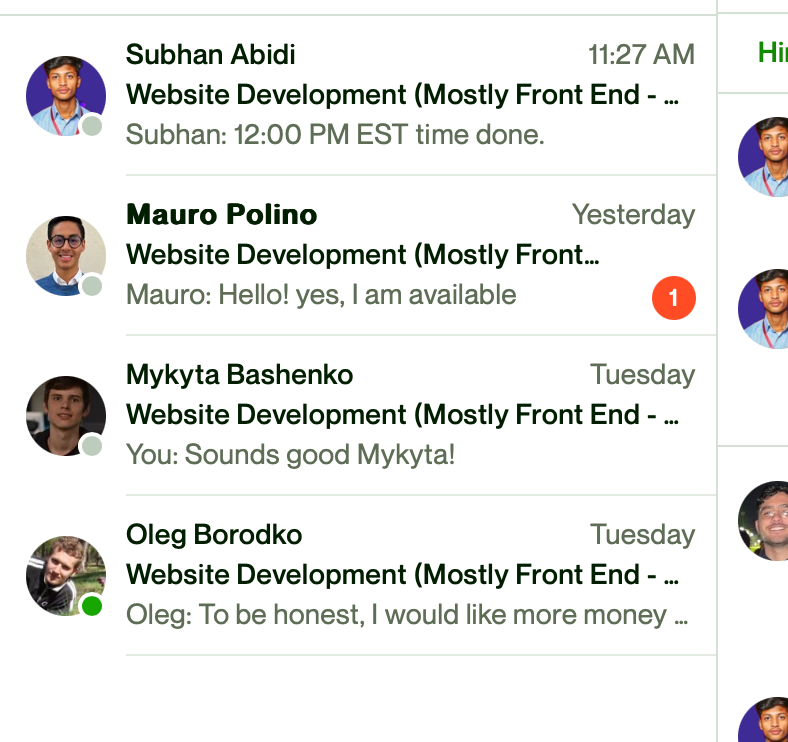 Subhan Abidi 11:27 AM
Website Development (Mostly Front End - ...
Subhan: 12:00 PM EST time done.
Mauro Polino Yesterday
Website Development (Mostly Front...
Mauro: Hello! yes, I am available
1
Mykyta Bashenko Tuesday
Website Development (Mostly Front End - ...
You: Sounds good Mykyta!
Oleg Borodko Tuesday
Website Development (Mostly Front End - ...
Oleg: To be honest, I would like more money ...